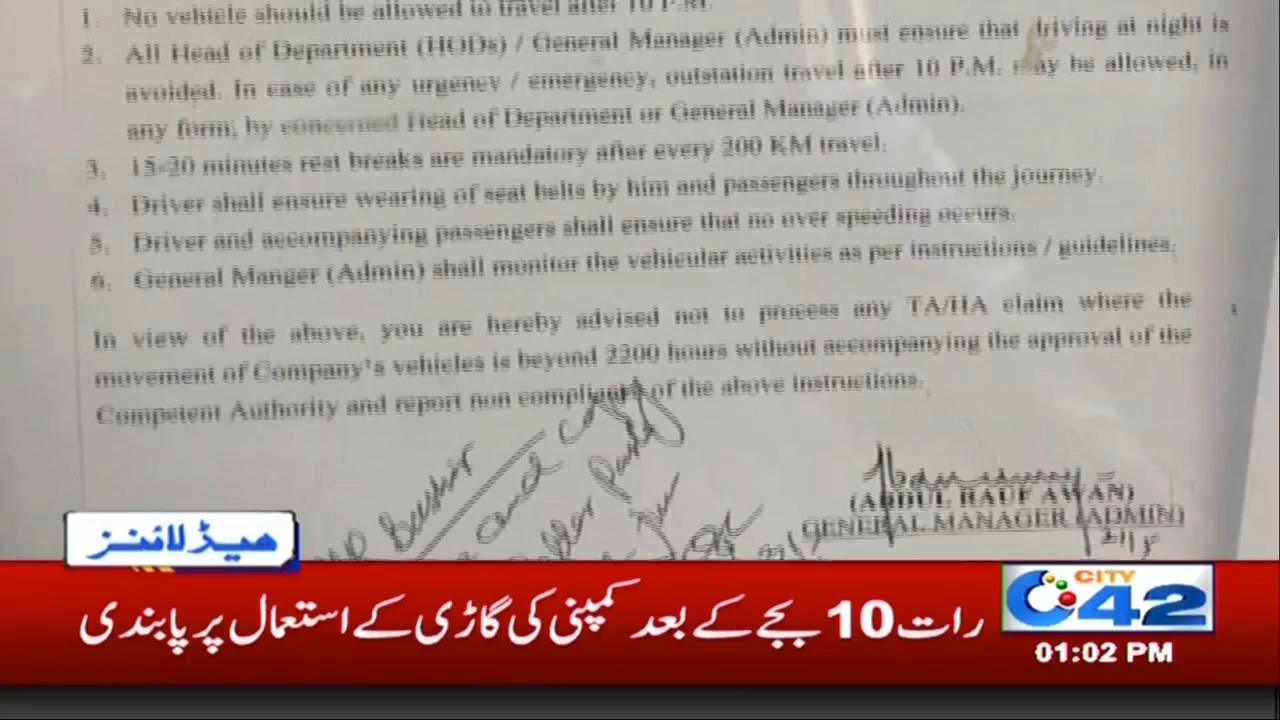 1. No vehicle should be allowed to travel after 10 P.M.
2. All Head of Department (HODs) / General Manager (Admin) must ensure that driving at night is
avoided. In case of any urgency / emergency, outstation travel after 10 P.M. may be allowed, in
any form, by concerned Head of Department or General Manager (Admin).
3. 15-20 minutes rest breaks are mandatory after every 200 KM travel.
4. Driver shall ensure wearing of seat belts by him and passengers throughout the journey.
5. Driver and accompanying passengers shall ensure that no over speeding occurs.
6. General Manger (Admin) shall monitor the vehicular activities as per instructions / guidelines.
In view of the above, you are hereby advised not to process any TA/HA claim where the
movement of Company's vehicles is beyond 2200 hours without accompanying the approval of the
Competent Authority and report non compliant of the above instructions.
and
(ABDUL RAUF AWAN)
GENERAL MANAGER (ADMIN)
ہیڈلائنز
رات 10 بجے کے بعد کمپنی کی گاڑی کے استعمال پر پابندی
CITY
42
01:02 PM